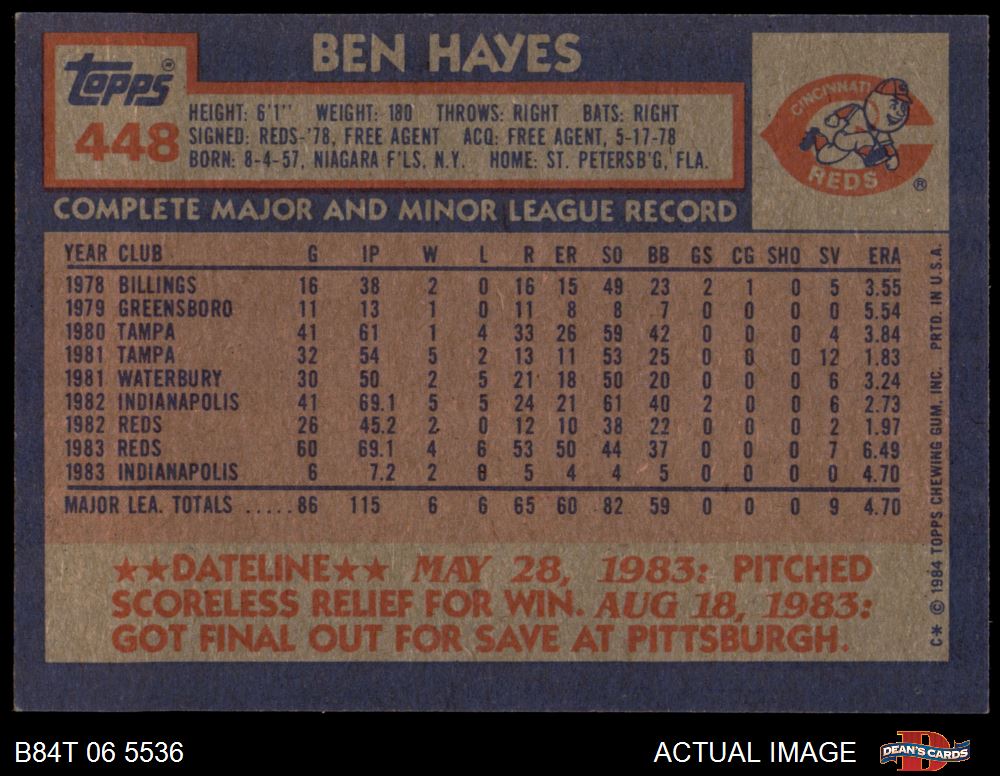 BEN HAYES
Topps®
448
HEIGHT: 6'1'' WEIGHT: 180 THROWS: RIGHT BATS: RIGHT
SIGNED: REDS-'78, FREE AGENT ACQ: FREE AGENT, 5-17-78
BORN: 8-4-57, NIAGARA F'LS, N.Y. HOME: ST. PETERSB'G, FLA.
CINCINNATI
REDS
®
COMPLETE MAJOR AND MINOR LEAGUE RECORD
YEAR CLUB G IP W L R ER SO BB GS CG SHO SV ERA
1978 BILLINGS 16 38 2 0 16 15 49 23 2 1 0 5 3.55
1979 GREENSBORO 11 13 1 0 11 8 8 7 0 0 0 0 5.54
1980 TAMPA 41 61 1 4 33 26 59 42 0 0 0 4 3.84
1981 TAMPA 32 54 5 2 13 11 53 25 0 0 0 12 1.83
1981 WATERBURY 30 50 2 5 21 18 50 20 0 0 0 6 3.24
1982 INDIANAPOLIS 41 69.1 5 5 24 21 61 40 2 0 0 6 2.73
1982 REDS 26 45.2 2 0 12 10 38 22 0 0 0 2 1.97
1983 REDS 60 69.1 4 6 53 50 44 37 0 0 0 7 6.49
1983 INDIANAPOLIS 6 7.2 2 0 5 4 4 5 0 0 0 0 4.70
MAJOR LEA. TOTALS .....86 115 6 6 65 60 82 59 0 0 0 9 4.70
★★DATELINE★★ MAY 28, 1983: PITCHED
SCORELESS RELIEF FOR WIN. AUG 18, 1983:
GOT FINAL OUT FOR SAVE AT PITTSBURGH.
C* © 1984 TOPPS CHEWING GUM, INC. PRTD. IN U.S.A.
B84T 06 5536
ACTUAL IMAGE
DEAN'S CARDS